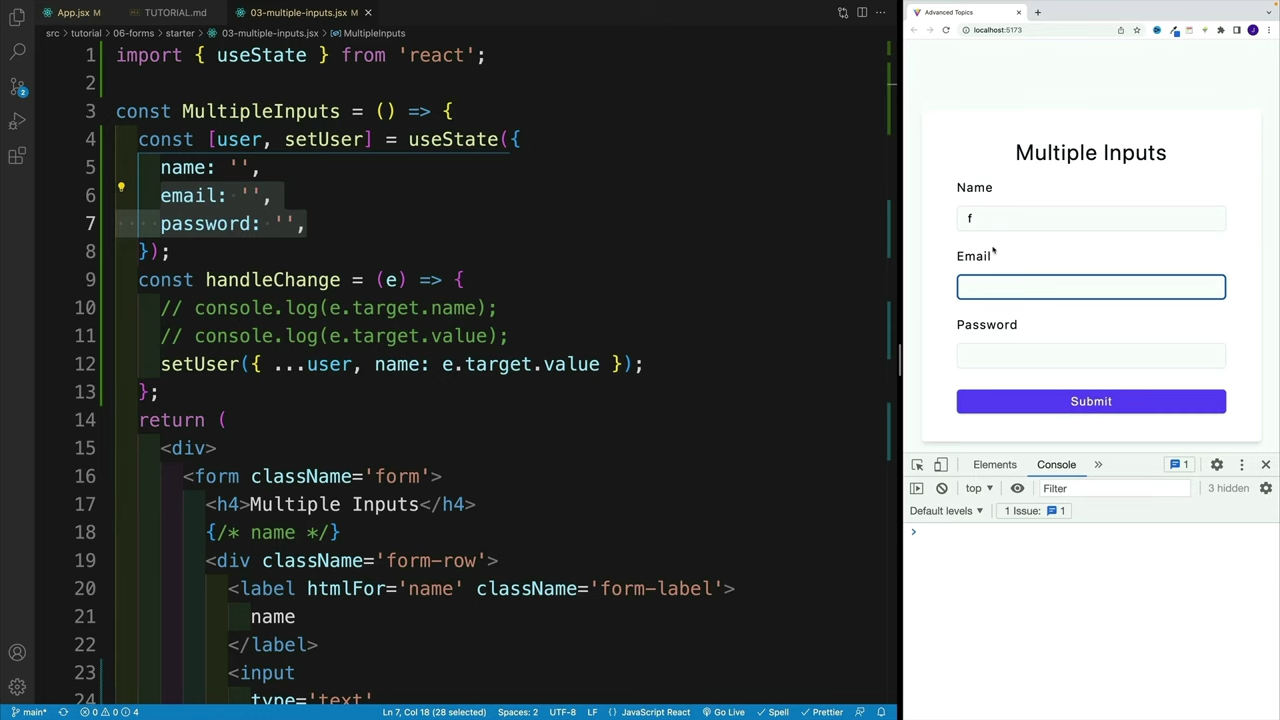 App.jsx M
TUTORIAL.md
03-multiple-inputs.jsx M
src > tutorial > 06-forms > starter > 03-multiple-inputs.jsx > MultipleInputs
1 import { useState } from 'react';
2
3 const MultipleInputs = () => {
4 const [user, setUser] = useState({
5 name: '',
6 email: '',
7 password: '',
8 });
9 const handleChange = (e) => {
10 // console.log(e.target.name);
11 // console.log(e.target.value);
12 setUser({ ...user, name: e.target.value });
13 };
14 return (
15 <div>
16 <form className='form'>
17 <h4>Multiple Inputs</h4>
18 {/* name */}
19 <div className='form-row'>
20 <label htmlFor='name' className='form-label'>
21 name
22 </label>
23 <input
24 type='text'
2
main*
0 0 4
Ln 7, Col 18 (28 selected)
Spaces: 2
UTF-8
LF
{} JavaScript React
Go Live
Spell
Prettier
Advanced Topics
localhost:5173
J
Multiple Inputs
Name
f
Email
Password
Submit
Elements
Console
1
top
Filter
3 hidden
Default levels
1 Issue: 1